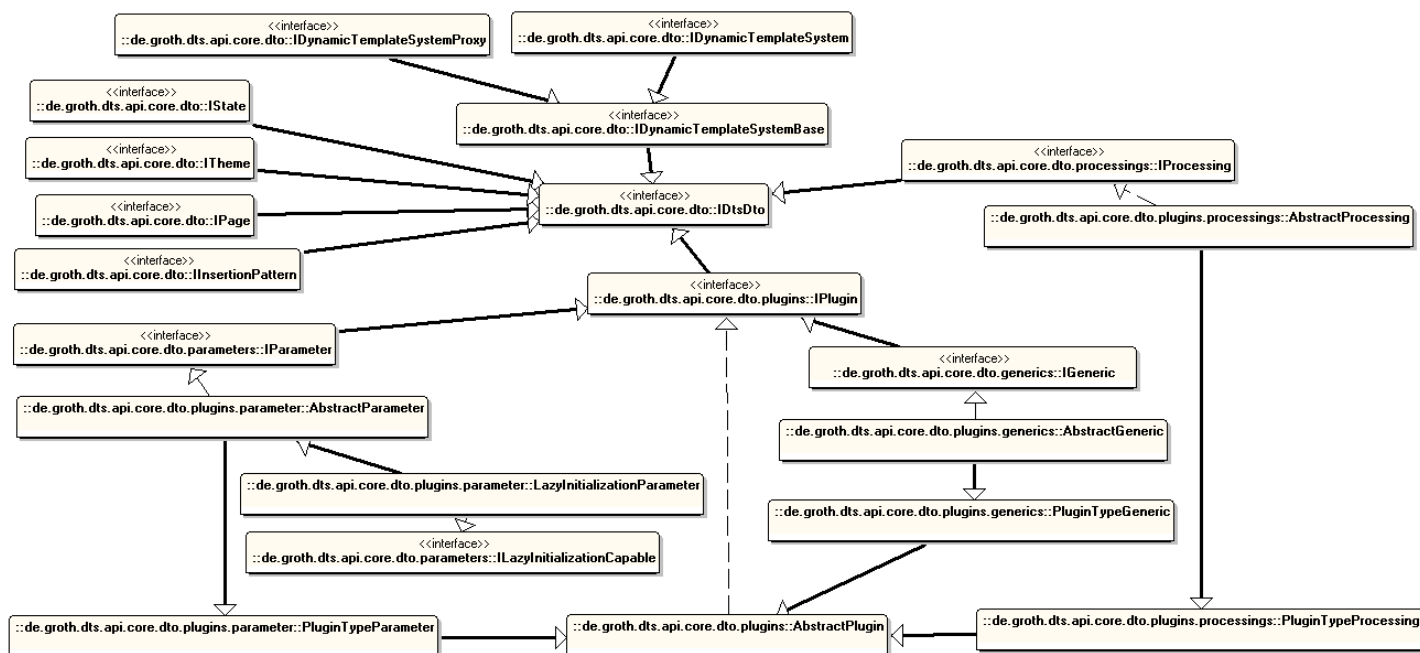 <<interface>>
::de.groth.dts.api.core.dto::IDynamicTemplateSystemProxy
<<interface>>
::de.groth.dts.api.core.dto::IDynamicTemplateSystem
<<interface>>
::de.groth.dts.api.core.dto::IState
<<interface>>
::de.groth.dts.api.core.dto::IDynamicTemplateSystemBase
<<interface>>
::de.groth.dts.api.core.dto::ITheme
<<interface>>
::de.groth.dts.api.core.dto.processings::IProcessing
<<interface>>
::de.groth.dts.api.core.dto::IDtsDto
<<interface>>
::de.groth.dts.api.core.dto::IPage
::de.groth.dts.api.core.dto.plugins.processings::AbstractProcessing
<<interface>>
::de.groth.dts.api.core.dto::IInsertionPattern
<<interface>>
::de.groth.dts.api.core.dto.plugins::IPlugin
<<interface>>
::de.groth.dts.api.core.dto.parameters::IParameter
<<interface>>
::de.groth.dts.api.core.dto.generics::IGeneric
::de.groth.dts.api.core.dto.plugins.parameter::AbstractParameter
::de.groth.dts.api.core.dto.plugins.generics::AbstractGeneric
::de.groth.dts.api.core.dto.plugins.parameter::LazyInitializationParameter
::de.groth.dts.api.core.dto.plugins.generics::PluginTypeGeneric
<<interface>>
::de.groth.dts.api.core.dto.parameters::ILazyInitializationCapable
::de.groth.dts.api.core.dto.plugins.parameter::PluginTypeParameter
::de.groth.dts.api.core.dto.plugins::AbstractPlugin
::de.groth.dts.api.core.dto.plugins.processings::PluginTypeProcessing